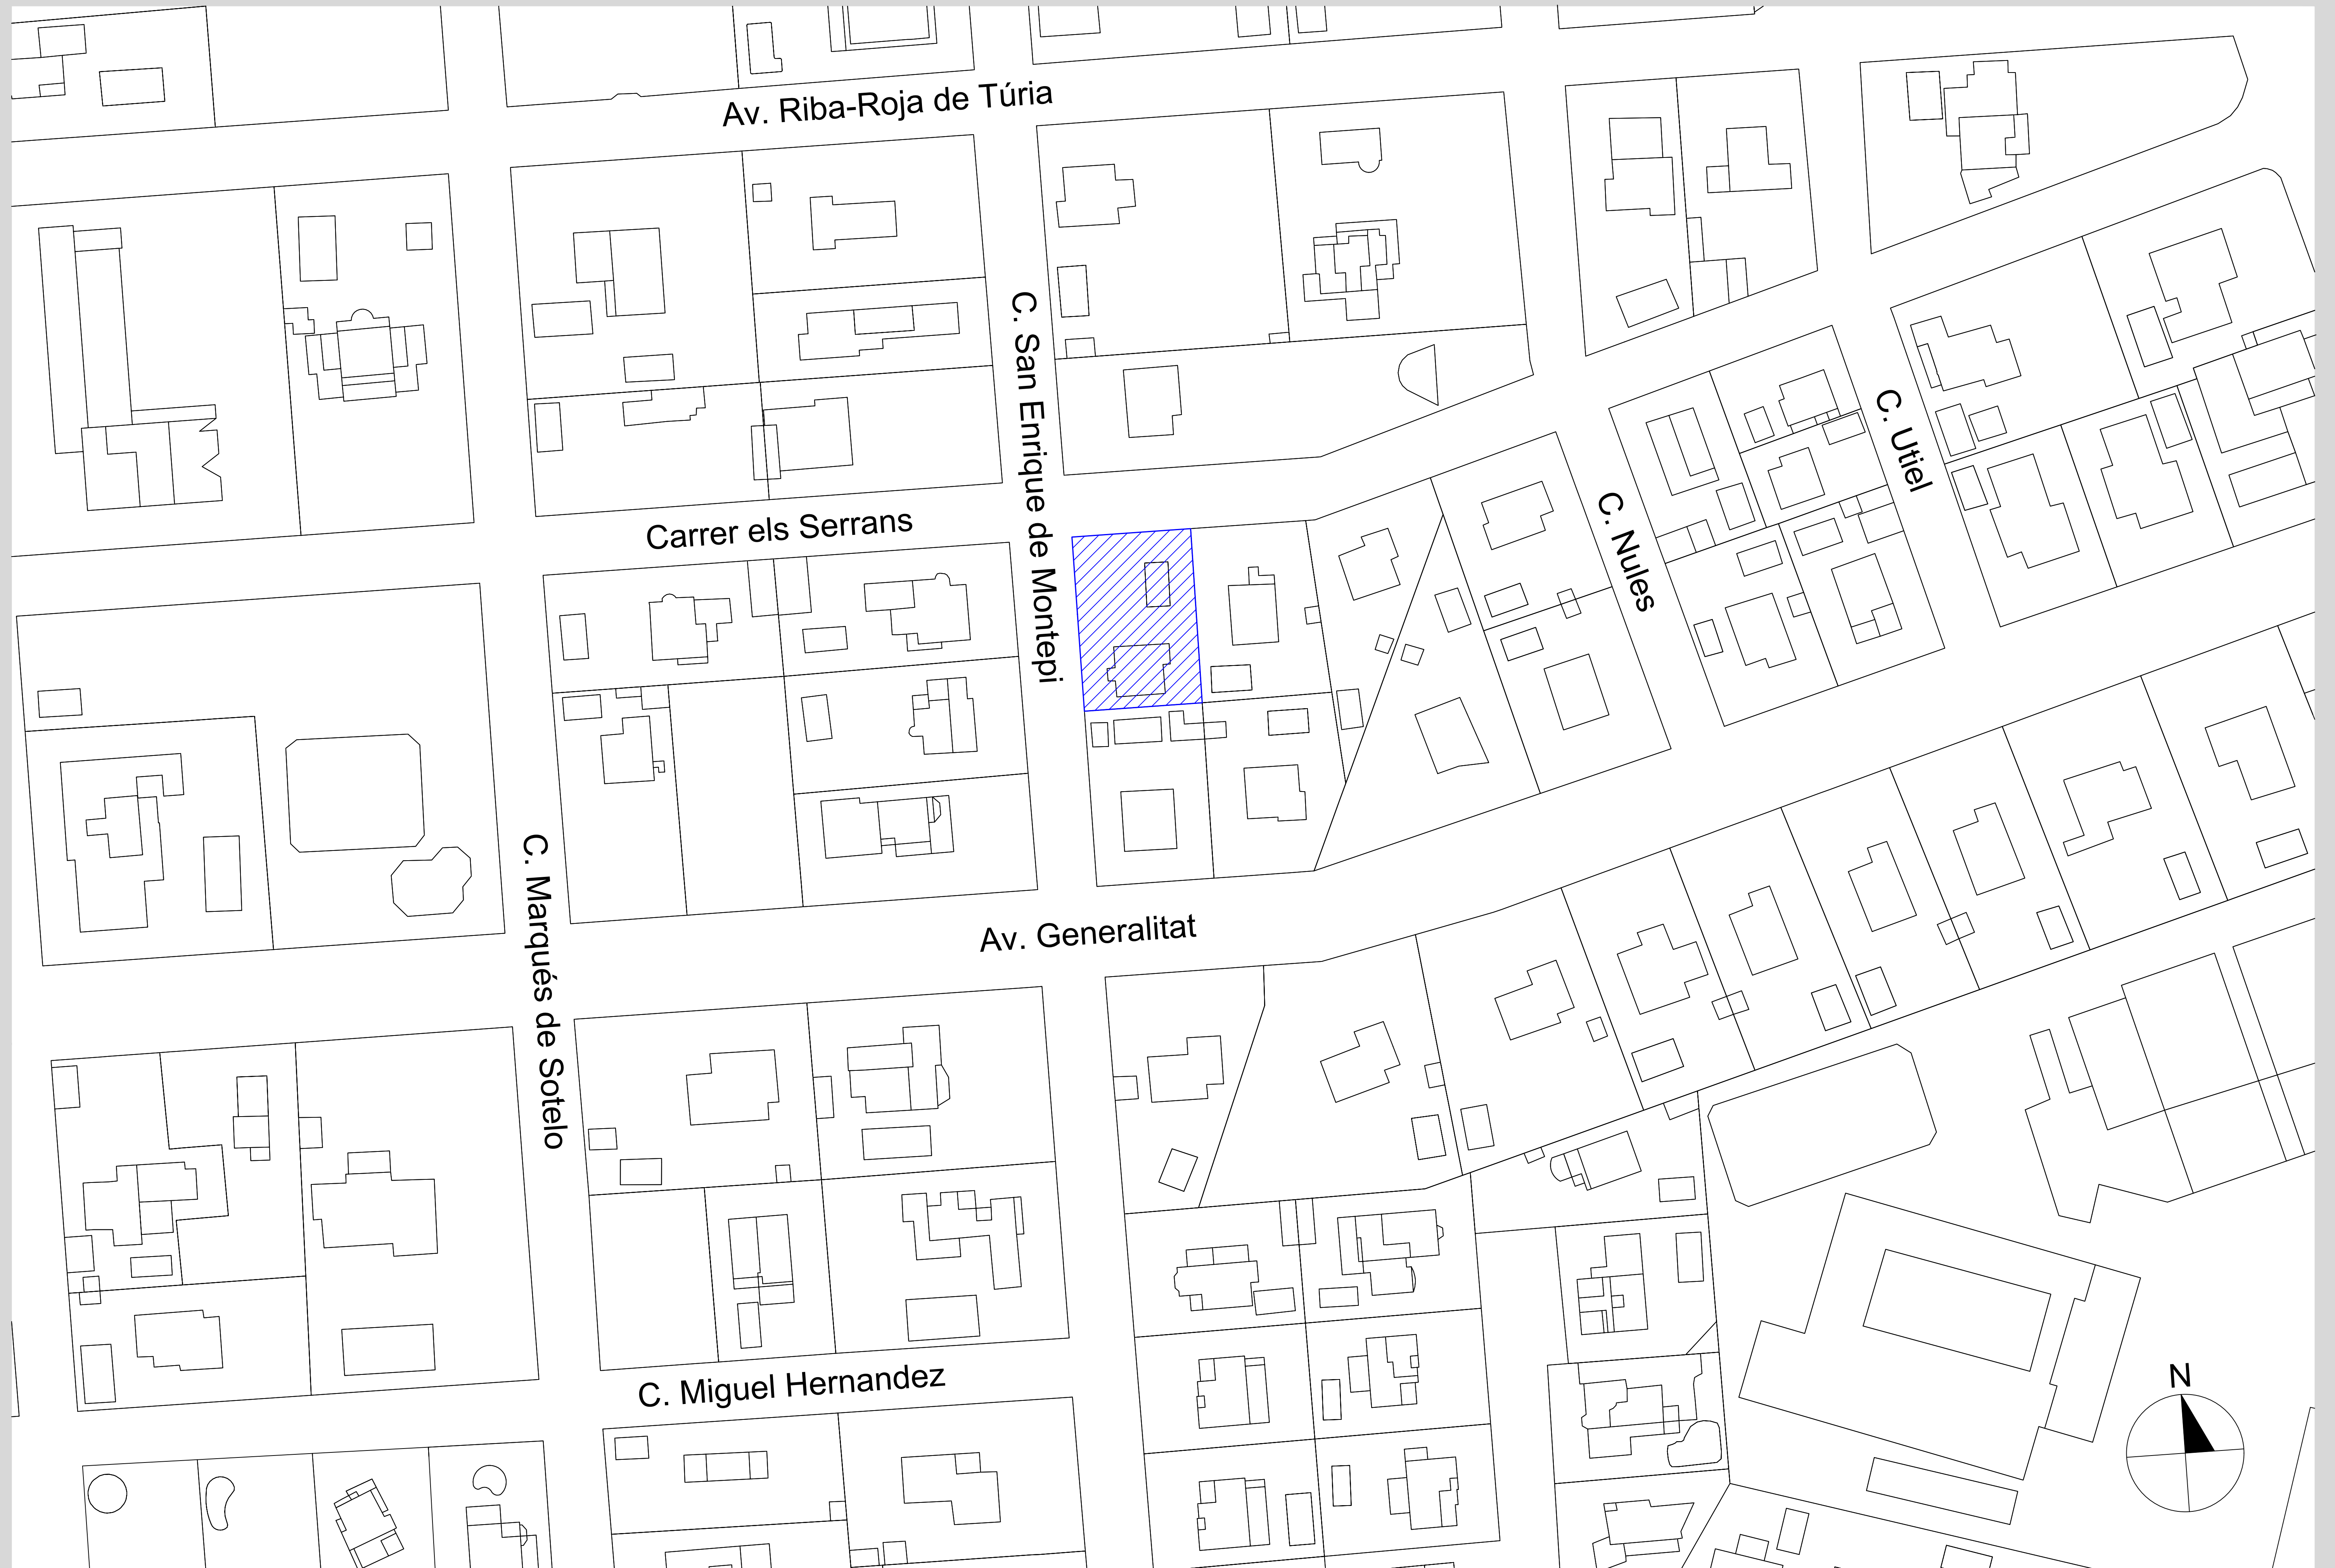 Av. Riba-Roja de Túria
C. San Enrique de Montepi
C. Utiel
C. Nules
Carrer els Serrans
C. Marqués de Sotelo
Av. Generalitat
C. Miguel Hernandez
N